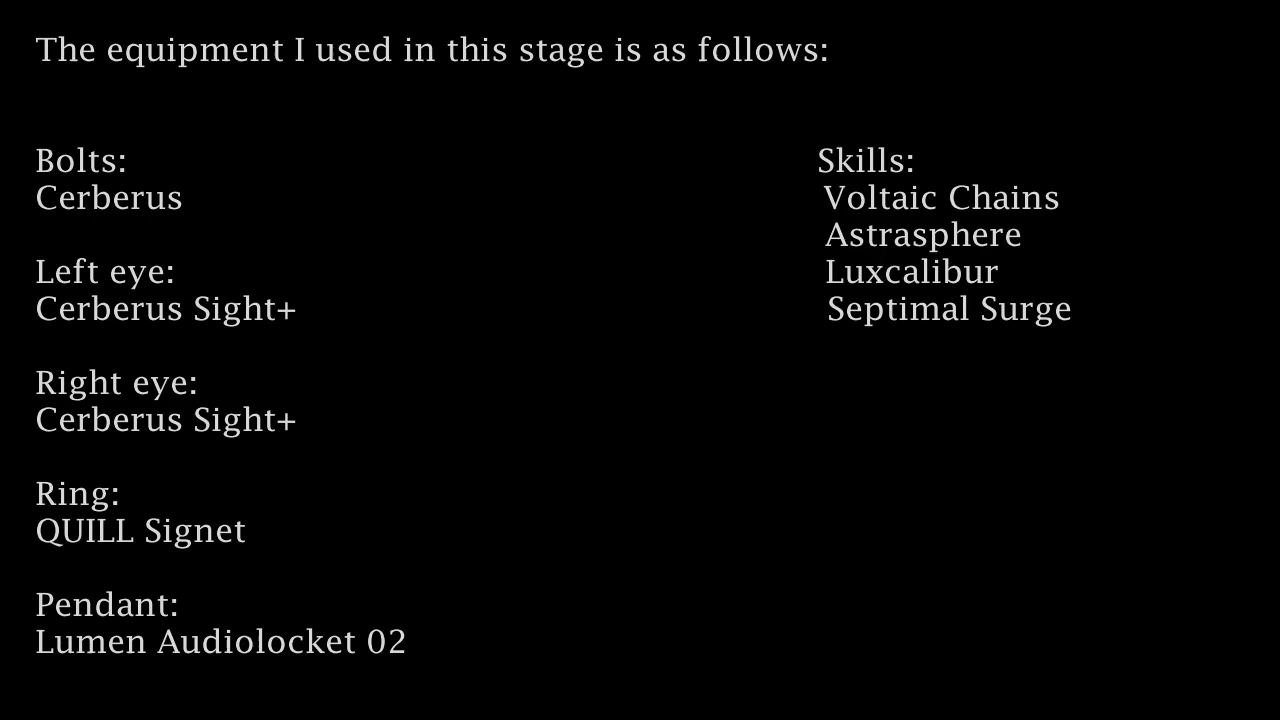 The equipment I used in this stage is as follows:
Bolts:
Cerberus
Left eye:
Cerberus Sight+
Right eye:
Cerberus Sight+
Ring:
QUILL Signet
Pendant:
Lumen Audiolocket 02
Skills:
Voltaic Chains
Astrasphere
Luxcalibur
Septimal Surge